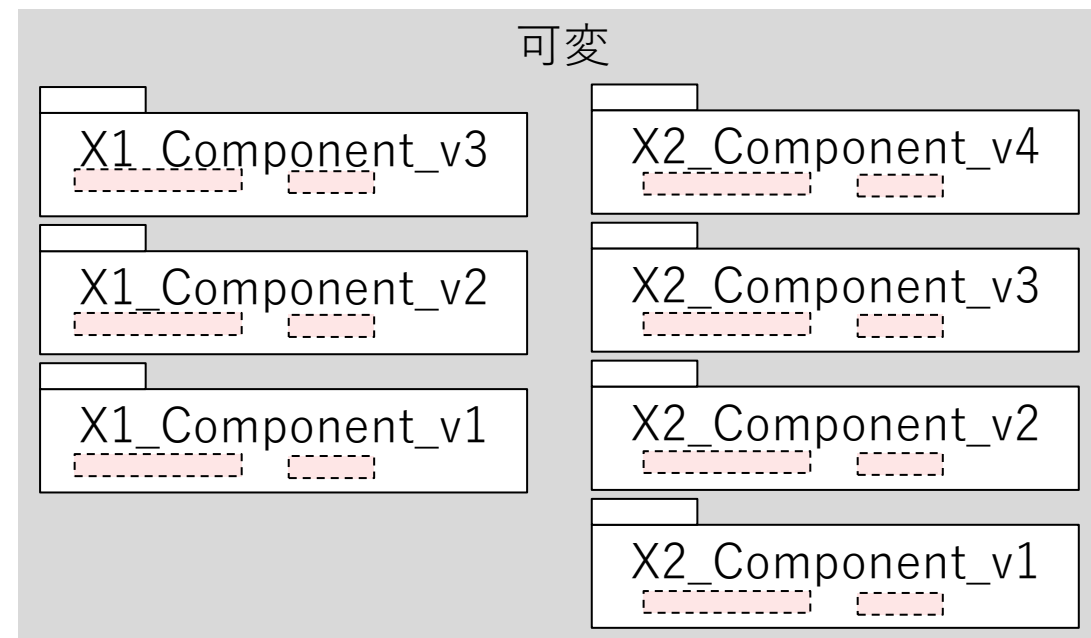 可変
X1_Component_v3
X1_Component_v2
X1_Component_v1
X2_Component_v4
X2_Component_v3
X2_Component_v2
X2_Component_v1